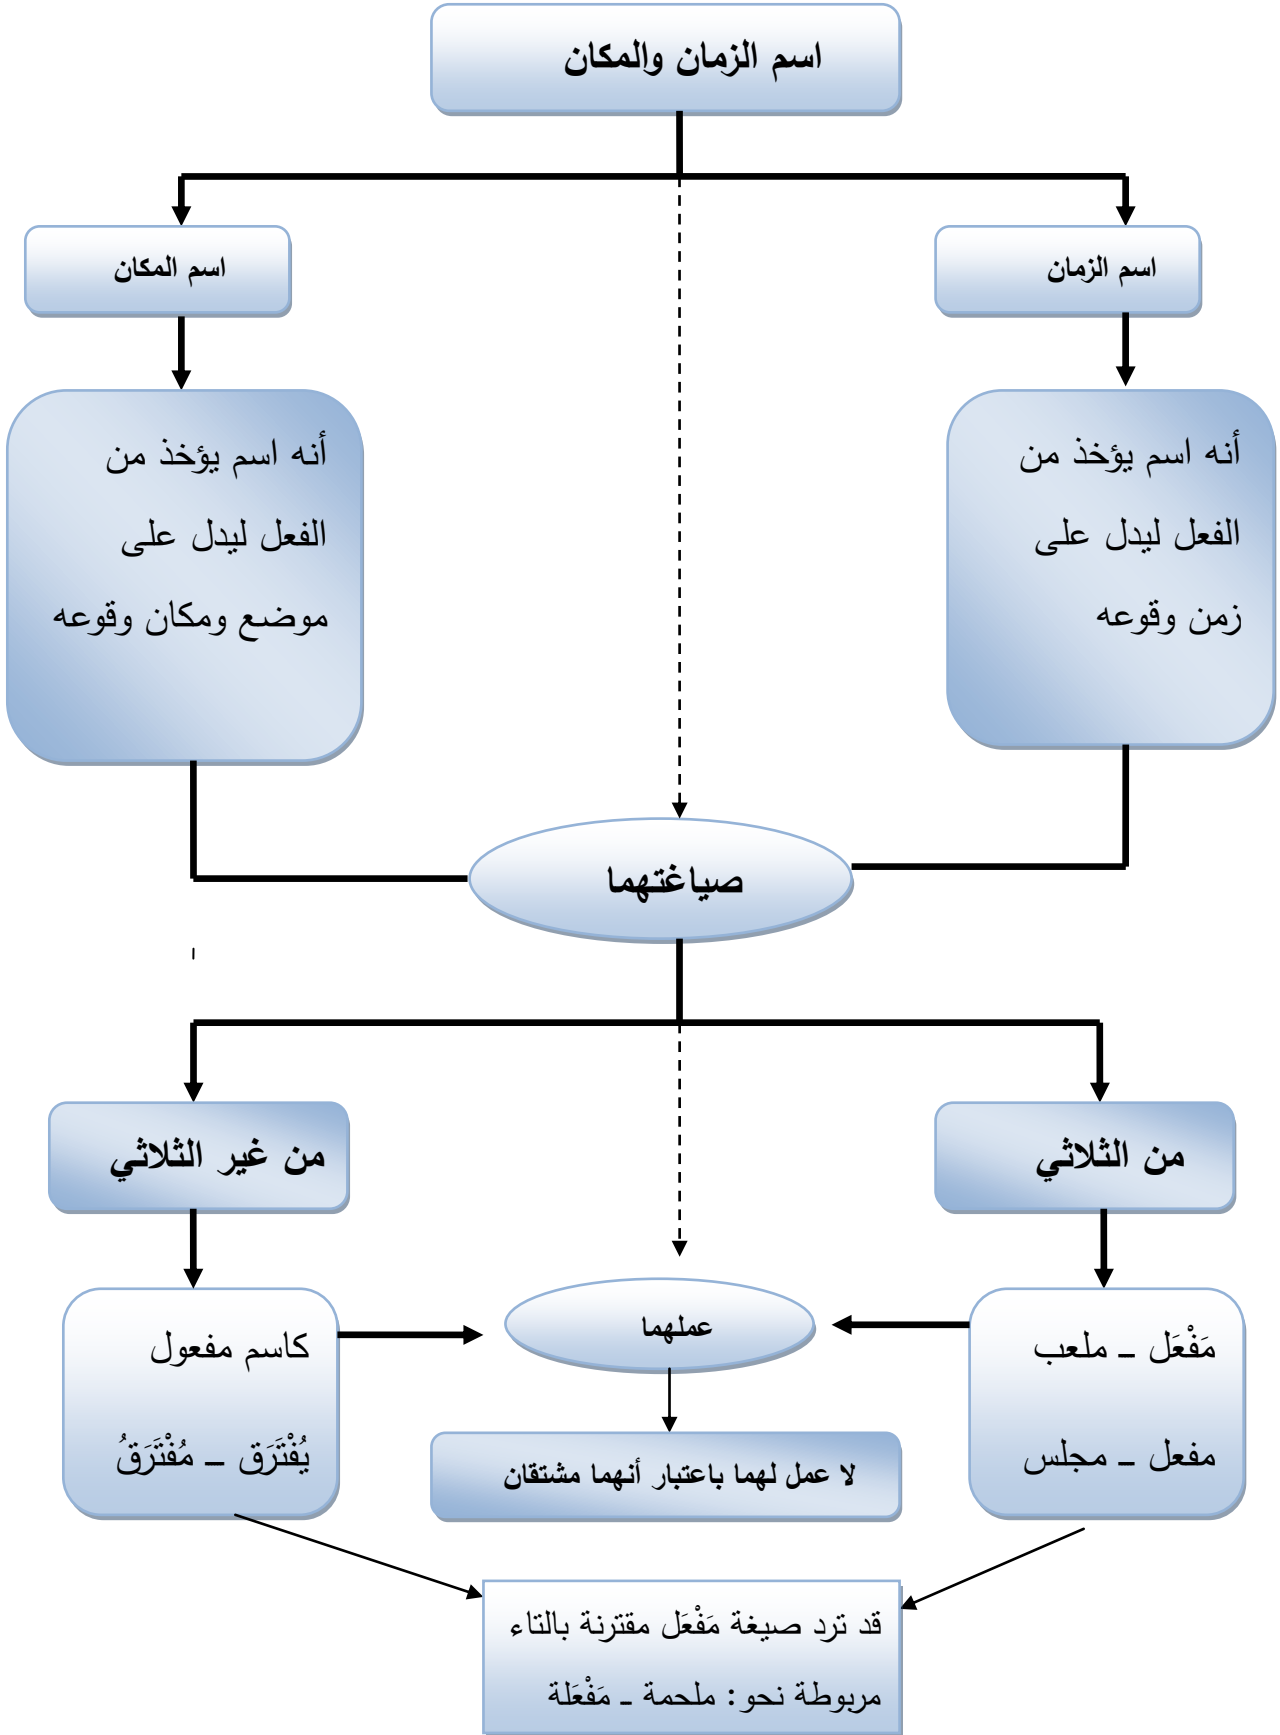 اسم الزمان والمكان
اسم الزمان
اسم المكان
أنه اسم يؤخذ من
الفعل ليدل على
زمن وقوعه
أنه اسم يؤخذ من
الفعل ليدل على
موضع ومكان وقوعه
صياغتهما
من الثلاثي
من غير الثلاثي
مَفْعَل – ملعب
مفعل – مجلس
عملهما
كاسم مفعول
يُفْتَرَق – مُفْتَرَقُ
لا عمل لهما باعتبار أنهما مشتقان
قد ترد صيغة مَفْعَل مقترنة بالتاء
مربوطة نحو: ملحمة - مَفْعَلة